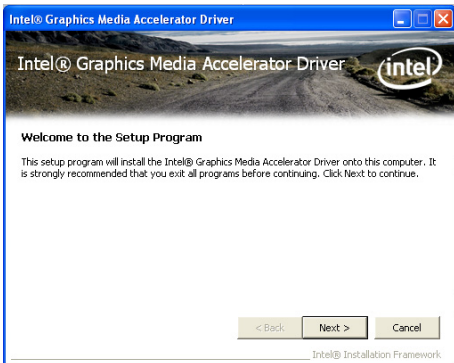 Intel® Graphics Media Accelerator Driver
Intel® Graphics Media Accelerator Driver
intel
Welcome to the Setup Program
This setup program will install the Intel® Graphics Media Accelerator Driver onto this computer. It
is strongly recommended that you exit all programs before continuing. Click Next to continue.
< Back Next > Cancel
Intel® Installation Framework